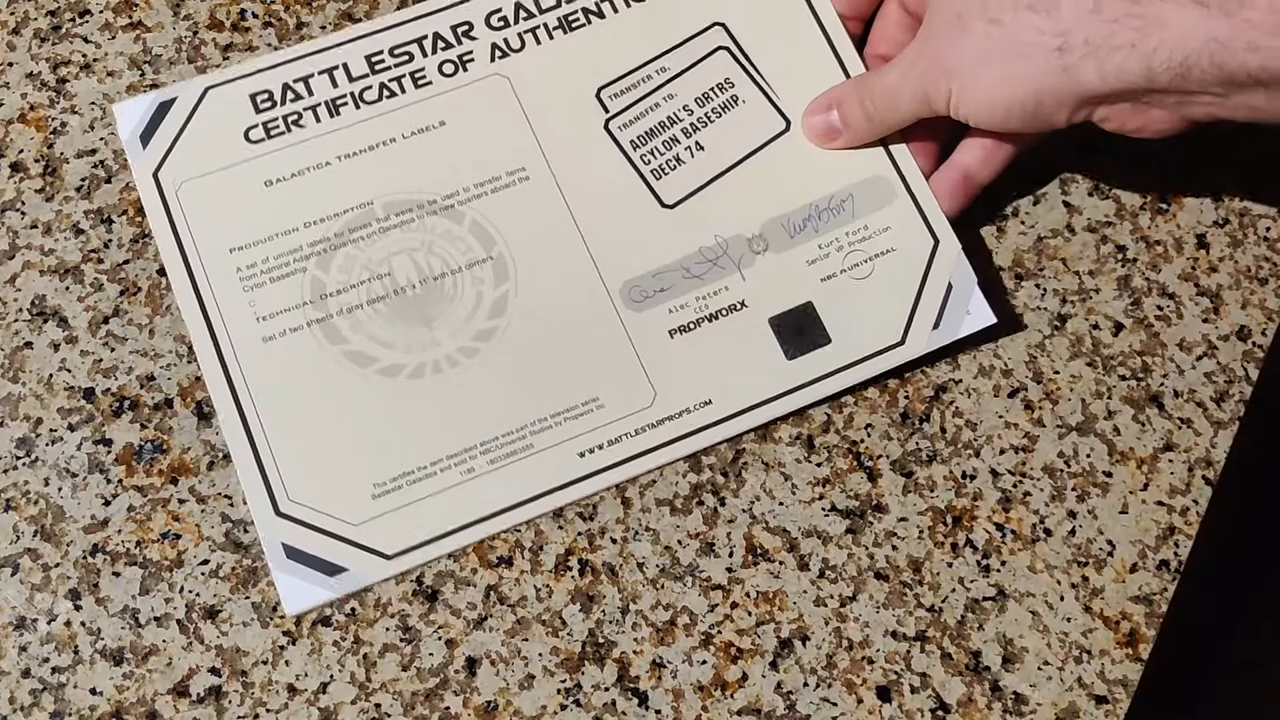 BATTLESTAR GALA
CERTIFICATE OF AUTHENTIC
GALACTICA TRANSFER LABELS
PRODUCTION DESCRIPTION
A set of unused labels for boxes that were to be used to transfer items
from Admiral Adama's Quarters on Galactica to his new quarters aboard the
Cylon Baseship.
TECHNICAL DESCRIPTION
Set of two sheets of gray paper, 8.5" x 11" with cut corners.
This certifies the item described above was part of the television series
Battlestar Galactica and sold for NBC/Universal Studios by Propworx Inc.
1189 - 180338663585
TRANSFER TO:
TRANSFER TO:
ADMIRAL'S QRTRS
CYLON BASESHIP,
DECK 74
Alec Peters
CEO
PROPWORX
Kurt Ford
Senior VP Production
NBC UNIVERSAL
WWW.BATTLESTARPROPS.COM